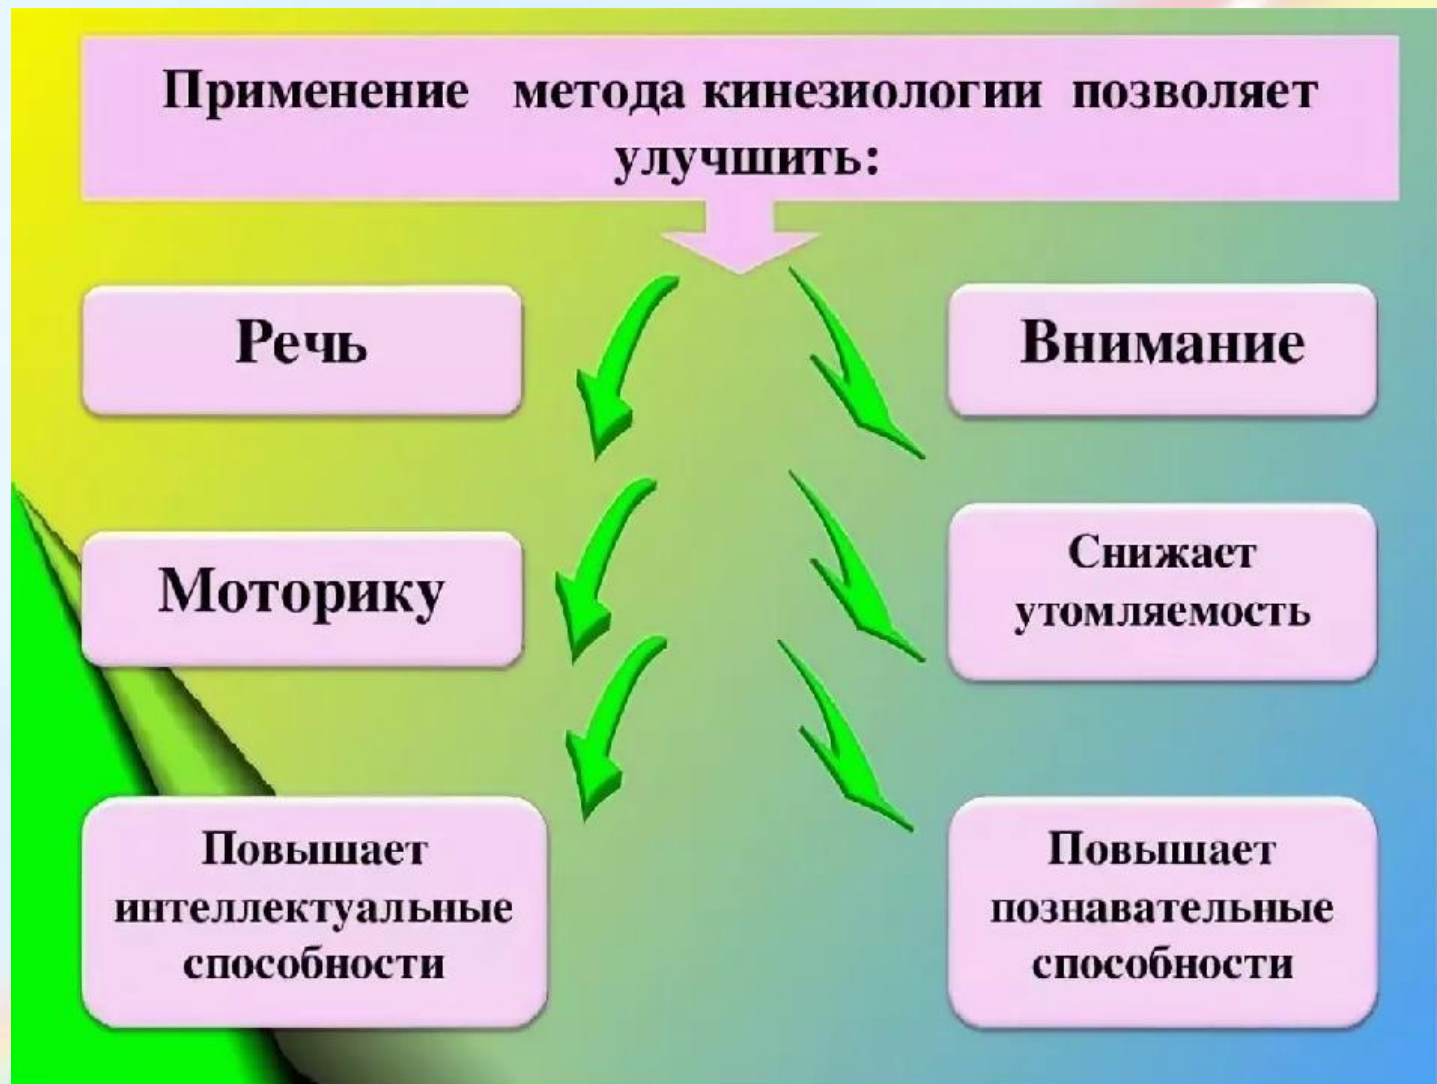 Применение метода кинезиологии позволяет
улучшить:
Речь
Внимание
Моторику
Снижает
утомляемость
Повышает
интеллектуальные
способности
Повышает
познавательные
способности